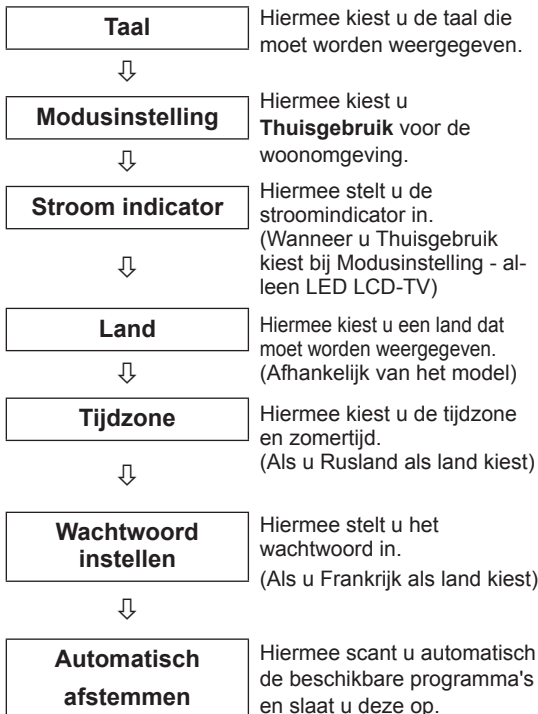 Taal
Hiermee kiest u de taal die
moet worden weergegeven.
⇩
Modusinstelling
Hiermee kiest u
Thuisgebruik voor de
woonomgeving.
⇩
Stroom indicator
Hiermee stelt u de
stroomindicator in.
(Wanneer u Thuisgebruik
kiest bij Modusinstelling - al-
leen LED LCD-TV)
⇩
Land
Hiermee kiest u een land dat
moet worden weergegeven.
(Afhankelijk van het model)
⇩
Tijdzone
Hiermee kiest u de tijdzone
en zomertijd.
(Als u Rusland als land kiest)
⇩
Wachtwoord
instellen
Hiermee stelt u het
wachtwoord in.
(Als u Frankrijk als land kiest)
⇩
Automatisch
afstemmen
Hiermee scant u automatisch
de beschikbare programma's
en slaat u deze op.